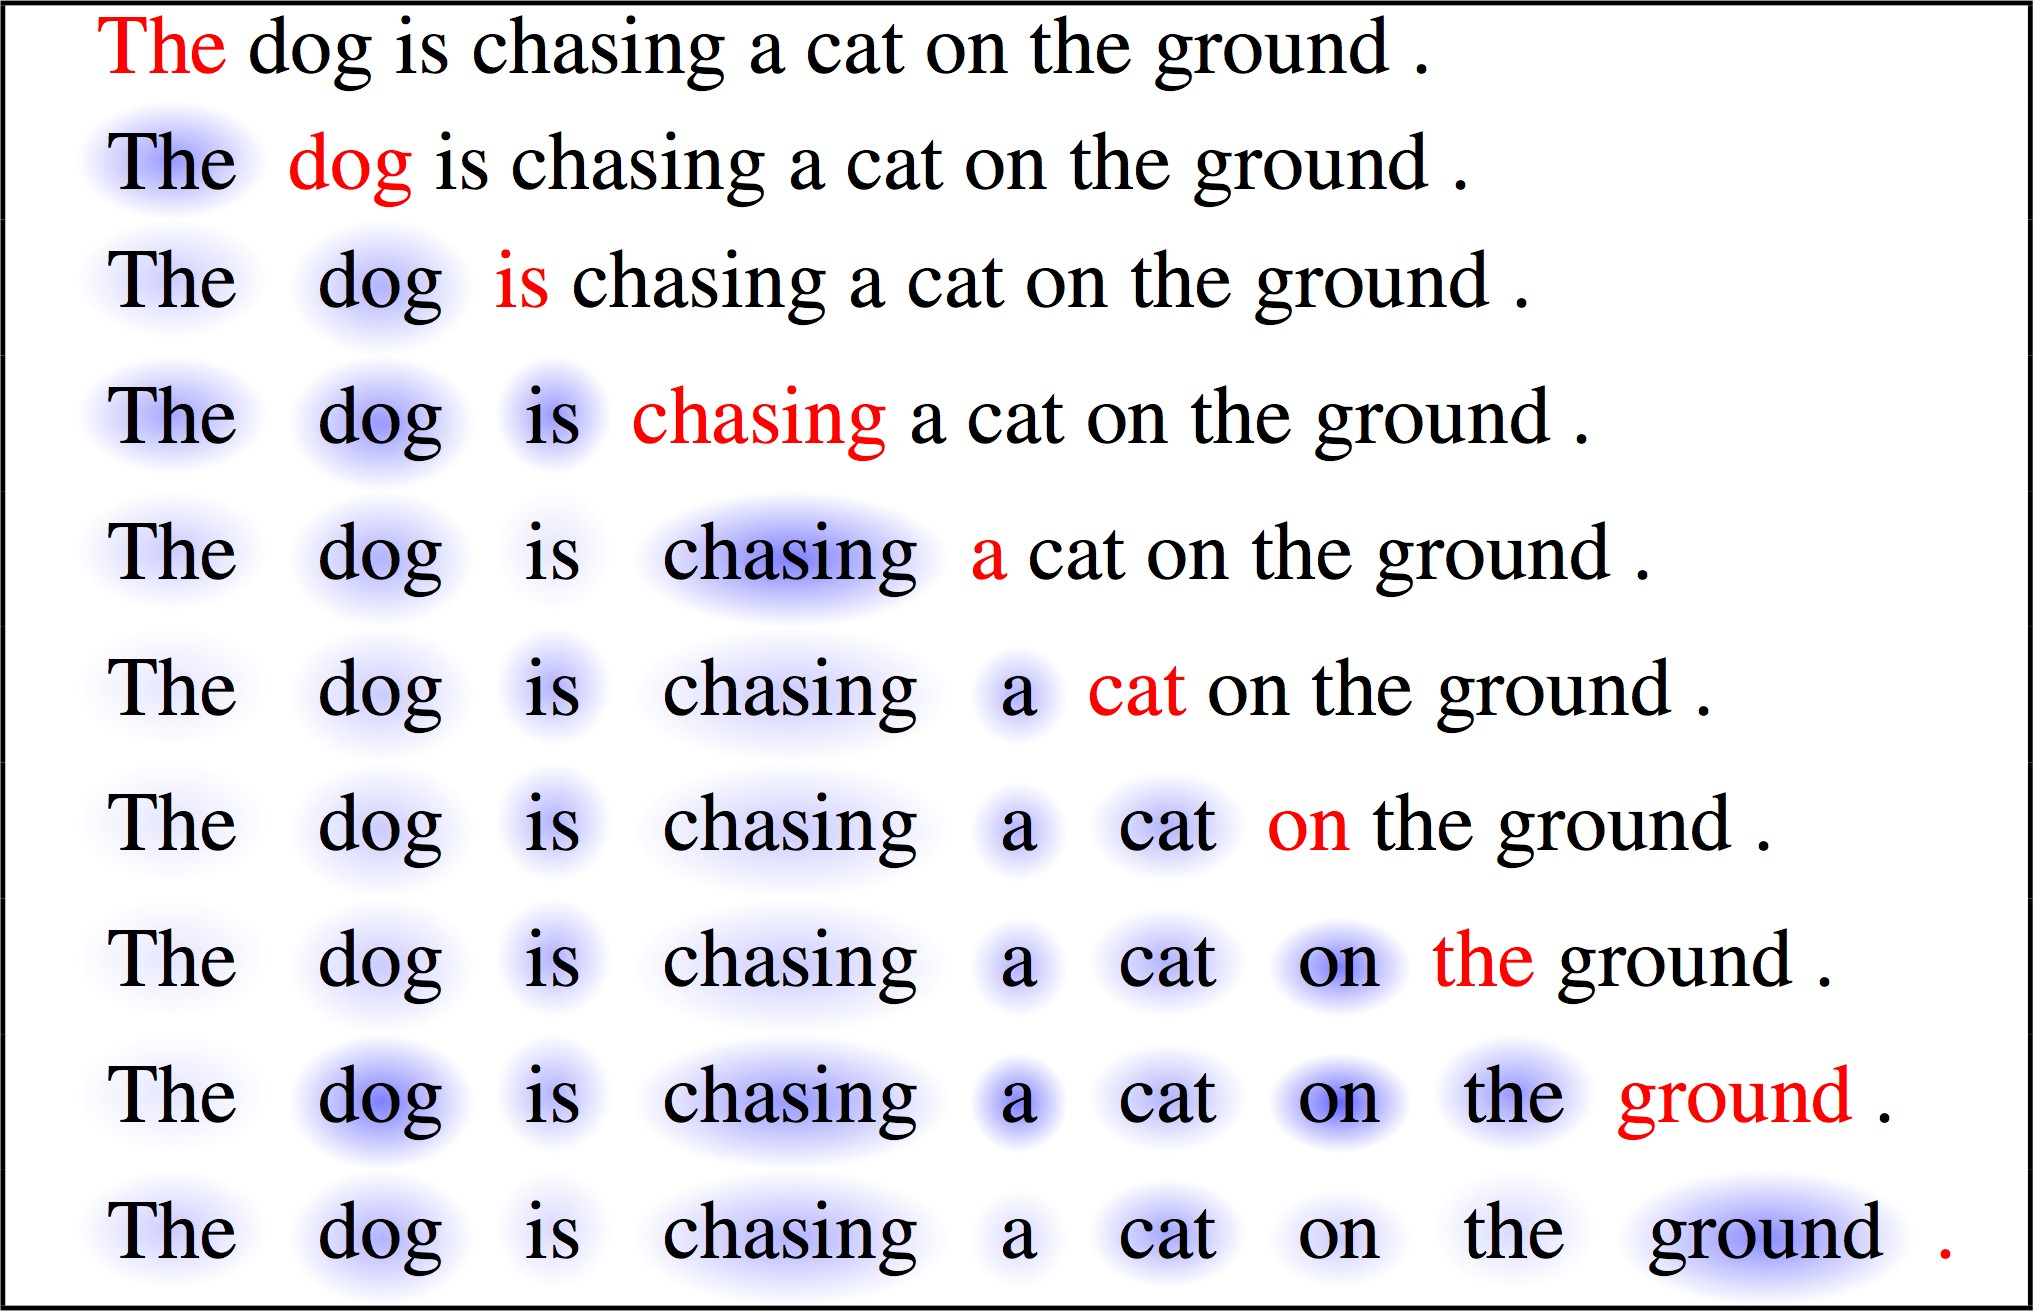 The dog is chasing a cat on the ground .
The dog is chasing a cat on the ground .
The dog is chasing a cat on the ground .
The dog is chasing a cat on the ground .
The dog is chasing a cat on the ground .
The dog is chasing a cat on the ground .
The dog is chasing a cat on the ground .
The dog is chasing a cat on the ground .
The dog is chasing a cat on the ground .
The dog is chasing a cat on the ground .